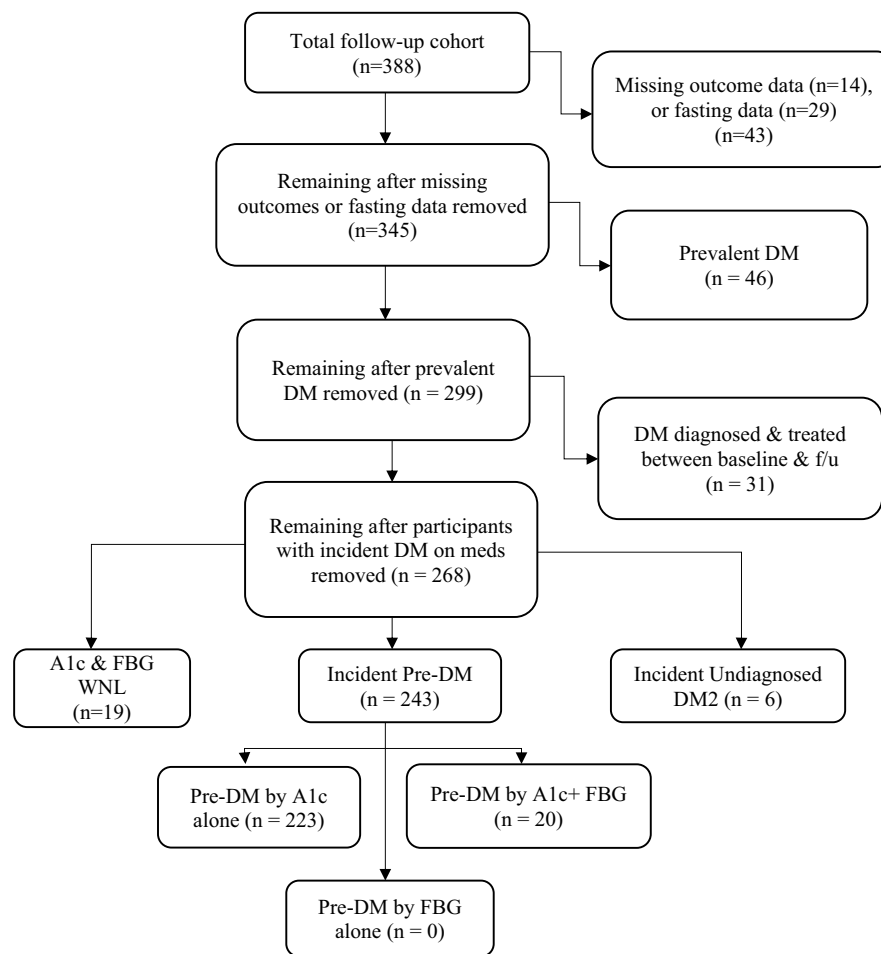 Total follow-up cohort
(n=388)
Missing outcome data (n=14),
or fasting data (n=29)
(n=43)
Remaining after missing
outcomes or fasting data removed
(n=345)
Prevalent DM
(n = 46)
Remaining after prevalent
DM removed (n = 299)
DM diagnosed & treated
between baseline & f/u
(n = 31)
Remaining after participants
with incident DM on meds
removed (n = 268)
A1c & FBG
WNL
(n=19)
Incident Pre-DM
n = 243)
Incident Undiagnosed
DM2 (n = 6)
Pre-DM by A1c
alone (n = 223)
Pre-DM by A1c+ FBG
(n = 20)
Pre-DM by FBG
alone (n = 0)